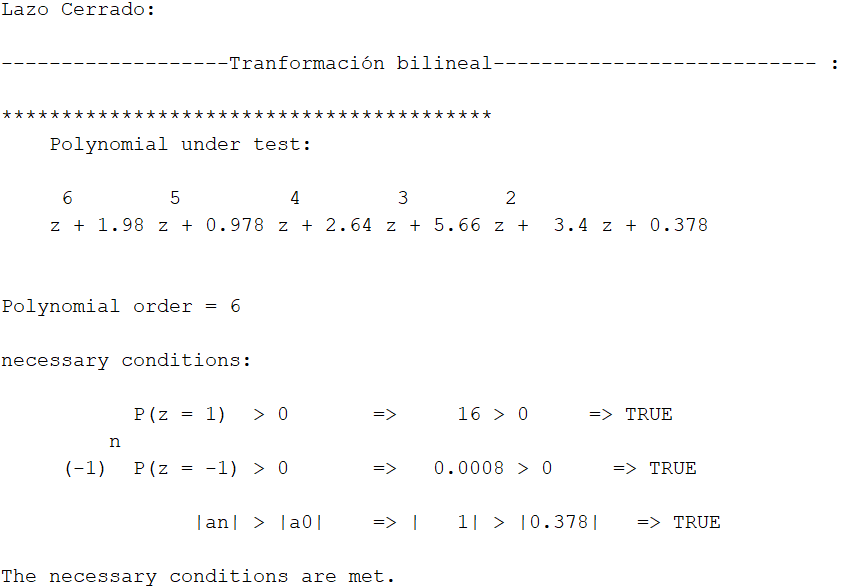 Lazo Cerrado:
-------------------Tranformación bilineal--------------------------- :
*****************************************
Polynomial under test:
6 5 4 3 2
z + 1.98 z + 0.978 z + 2.64 z + 5.66 z + 3.4 z + 0.378
Polynomial order = 6
necessary conditions:
P(z = 1) > 0 => 16 > 0 => TRUE
n
(-1) P(z = -1) > 0 => 0.0008 > 0 => TRUE
|an| > |a0| => | 1| > |0.378| => TRUE
The necessary conditions are met.